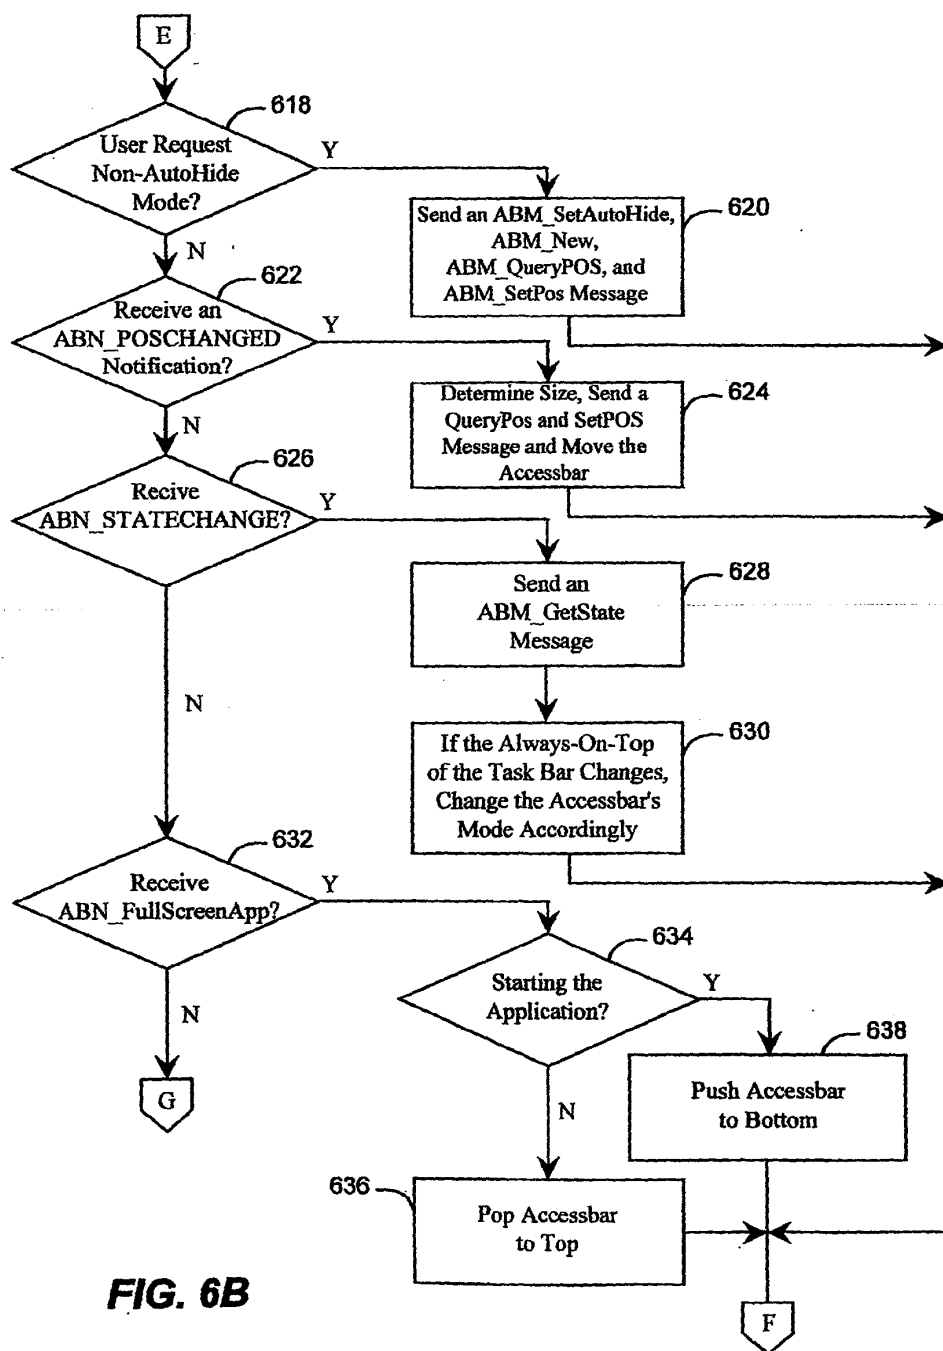 E
618
User Request
Non-AutoHide
Mode?
Y
N
620
Send an ABM_SetAutoHide,
ABM_New,
ABM_QueryPOS, and
ABM_SetPos Message
622
Receive an
ABN_POSCHANGED
Notification?
Y
N
624
Determine Size, Send a
QueryPos and SetPOS
Message and Move the
Accessbar
626
Recive
ABN_STATECHANGE?
Y
N
628
Send an
ABM_GetState
Message
630
If the Always-On-Top
of the Task Bar Changes,
Change the Accessbar's
Mode Accordingly
632
Receive
ABN_FullScreenApp?
Y
N
634
Starting the
Application?
Y
N
638
Push Accessbar
to Bottom
G
636
Pop Accessbar
to Top
F
FIG. 6B